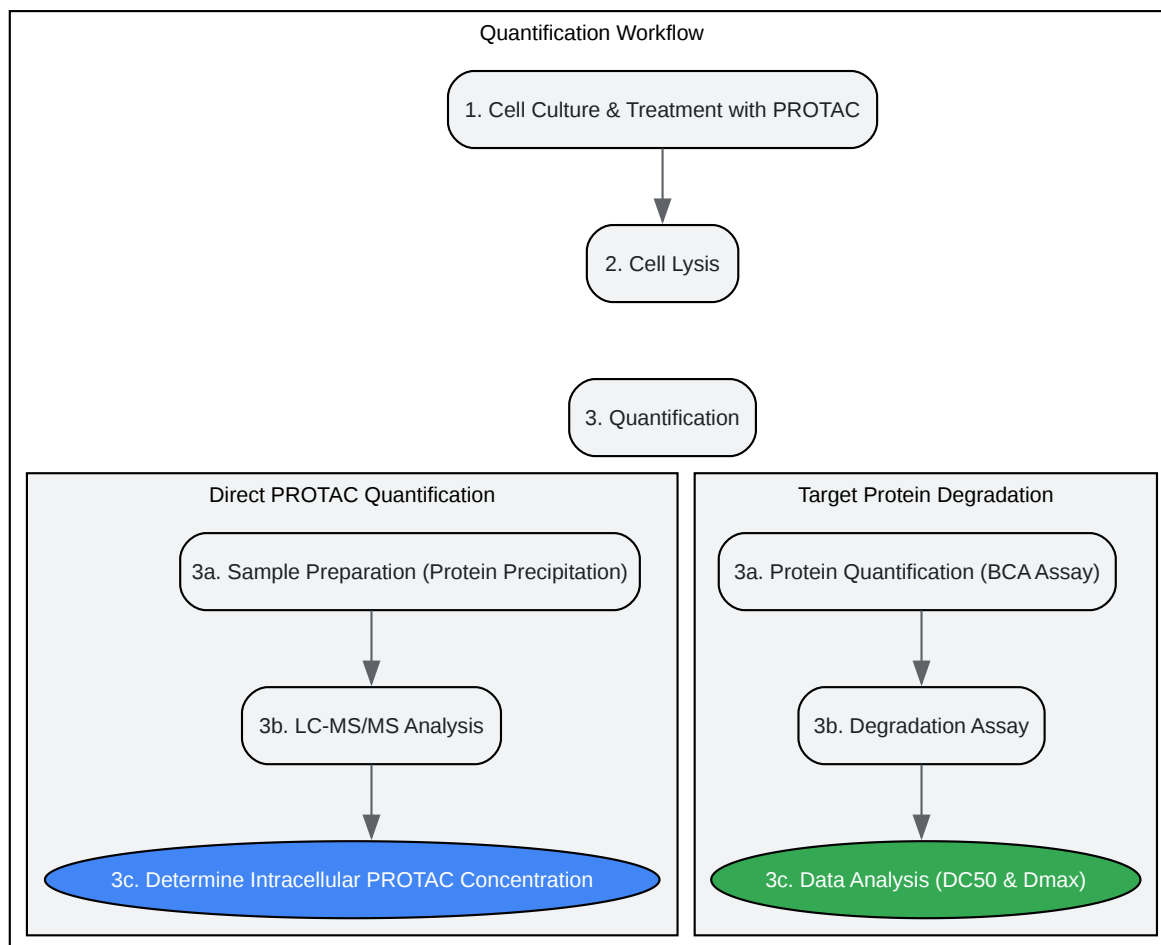 Quantification Workflow
1. Cell Culture & Treatment with PROTAC
2. Cell Lysis
3. Quantification
Direct PROTAC Quantification
3a. Sample Preparation (Protein Precipitation)
3b. LC-MS/MS Analysis
3c. Determine Intracellular PROTAC Concentration
Target Protein Degradation
3a. Protein Quantification (BCA Assay)
3b. Degradation Assay
3c. Data Analysis (DC50 & Dmax)